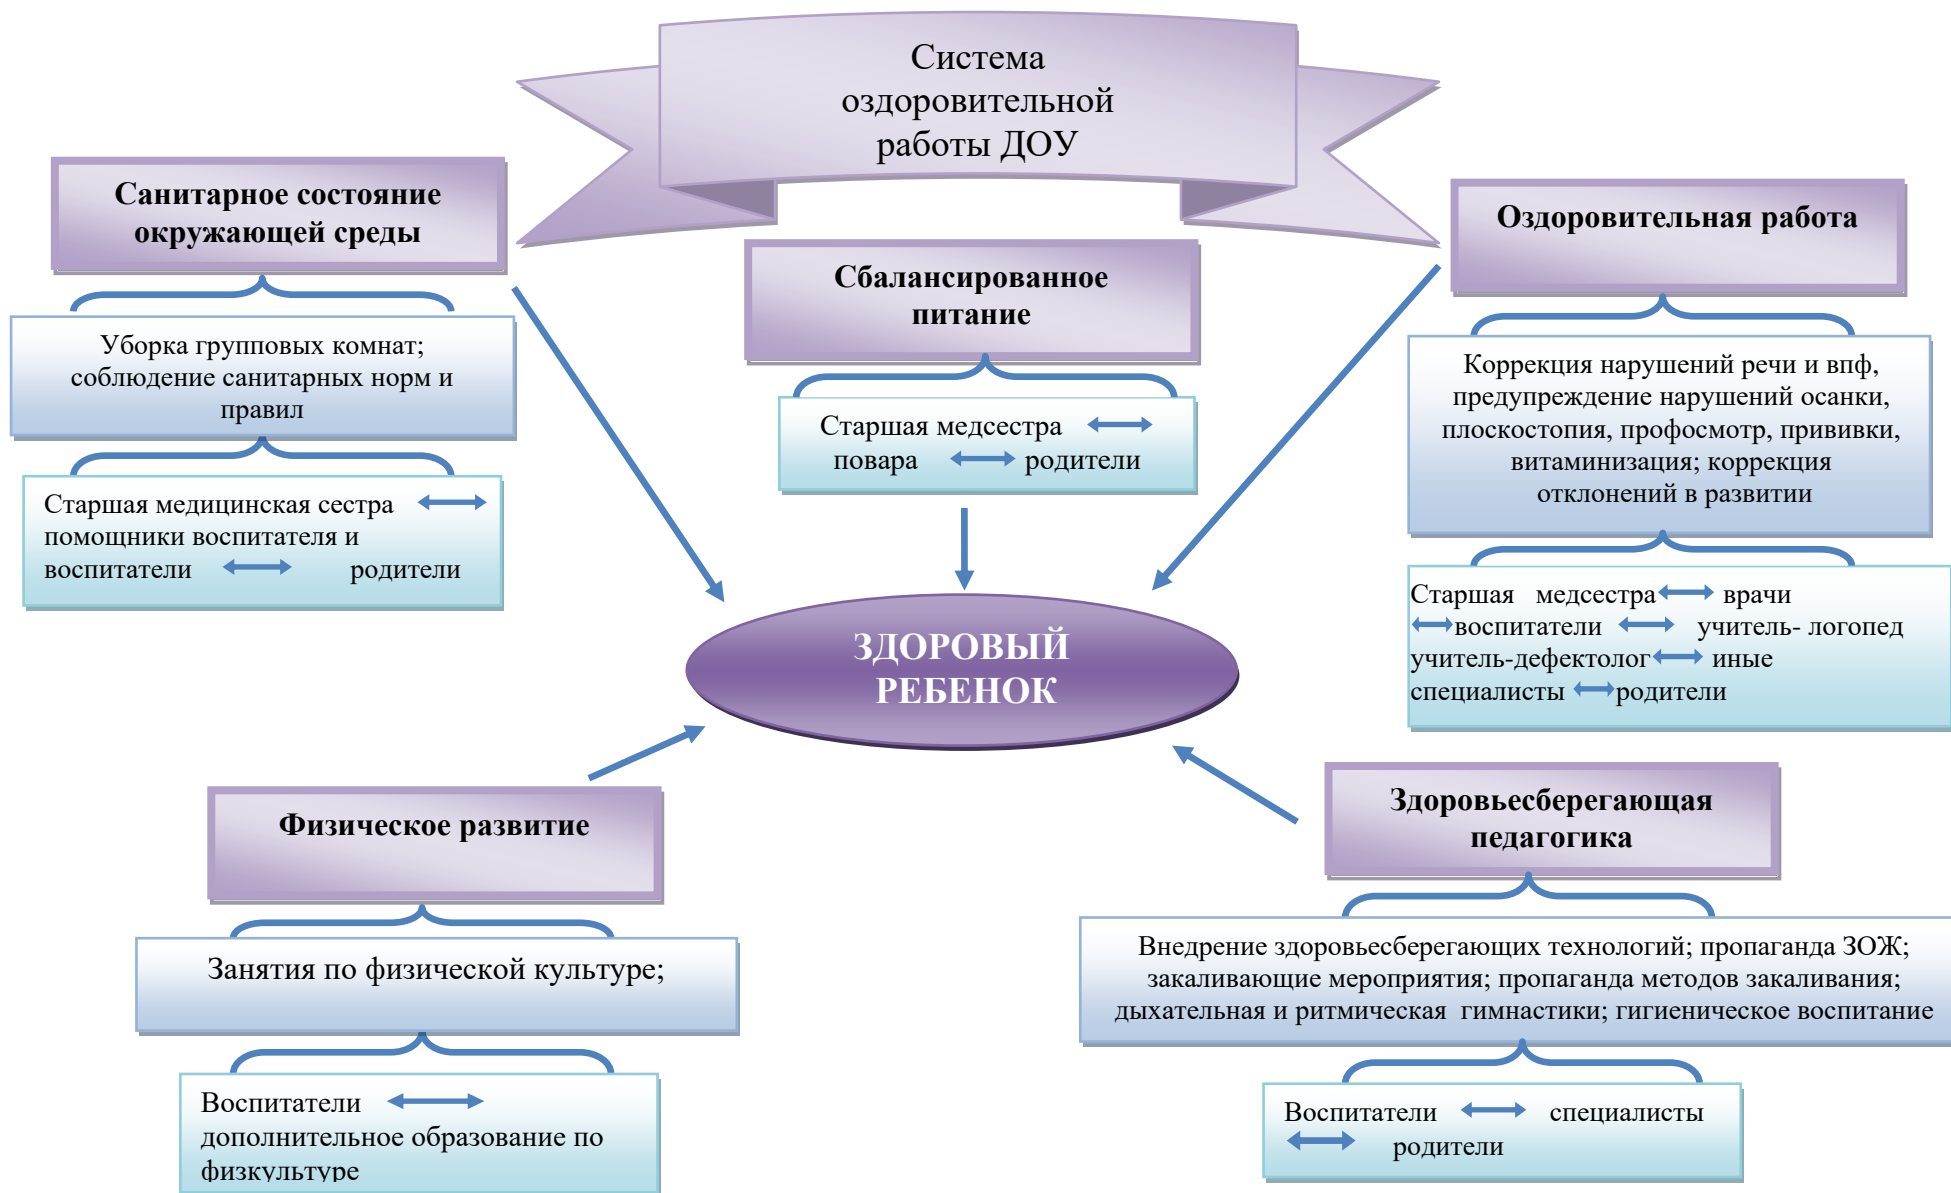 Система
оздоровительной
работы ДОУ
Санитарное состояние
окружающей среды
Уборка групповых комнат;
соблюдение санитарных норм и
правил
Старшая медицинская сестра
помощники воспитателя и
воспитатели родители
Сбалансированное
питание
Старшая медсестра
повара родители
Оздоровительная работа
Коррекция нарушений речи и впф,
предупреждение нарушений осанки,
плоскостопия, профосмотр, прививки,
витаминизация; коррекция
отклонений в развитии
Старшая медсестра врачи
воспитатели учитель- логопед
учитель-дефектолог иные
специалисты родители
ЗДОРОВЫЙ
РЕБЕНОК
Физическое развитие
Занятия по физической культуре;
Воспитатели
дополнительное образование по
физкультуре
Здоровьесберегающая
педагогика
Внедрение здоровьесберегающих технологий; пропаганда ЗОЖ;
закаливающие мероприятия; пропаганда методов закаливания;
дыхательная и ритмическая гимнастики; гигиеническое воспитание
Воспитатели специалисты
родители